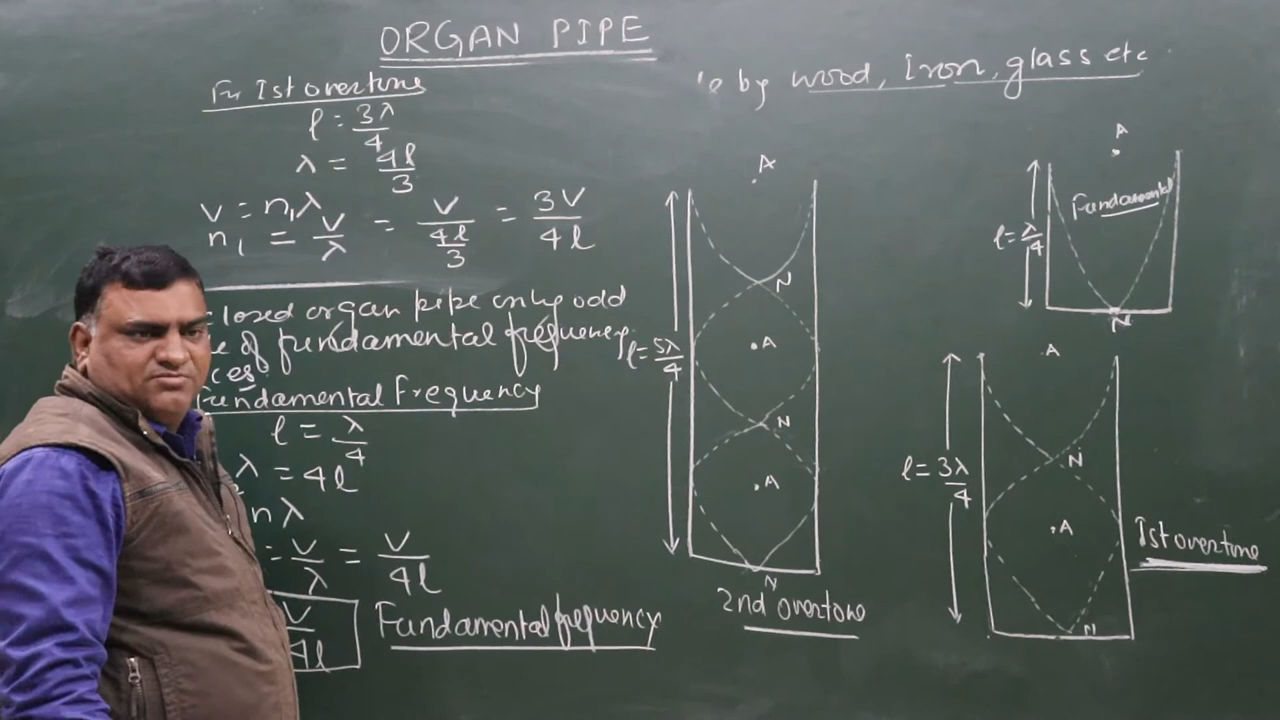 ORGAN PIPE
by wood, Iron, glass etc
For Ist overtone
l = 3λ/4
λ = 4l/3
V = n₁λ
n₁ = V/λ = V/(4l/3) = 3V/4l
closed organ pipe only odd
of fundamental frequency
Fundamental Frequency
l = λ/4
λ = 4l
nλ
= V/λ = V/4l
V/4l
Fundamental frequency
A
N
A
N
A
N
l = 5λ/4
2nd overtone
A
Fundamental
l = λ/4
N
A
N
A
N
l = 3λ/4
Ist overtone